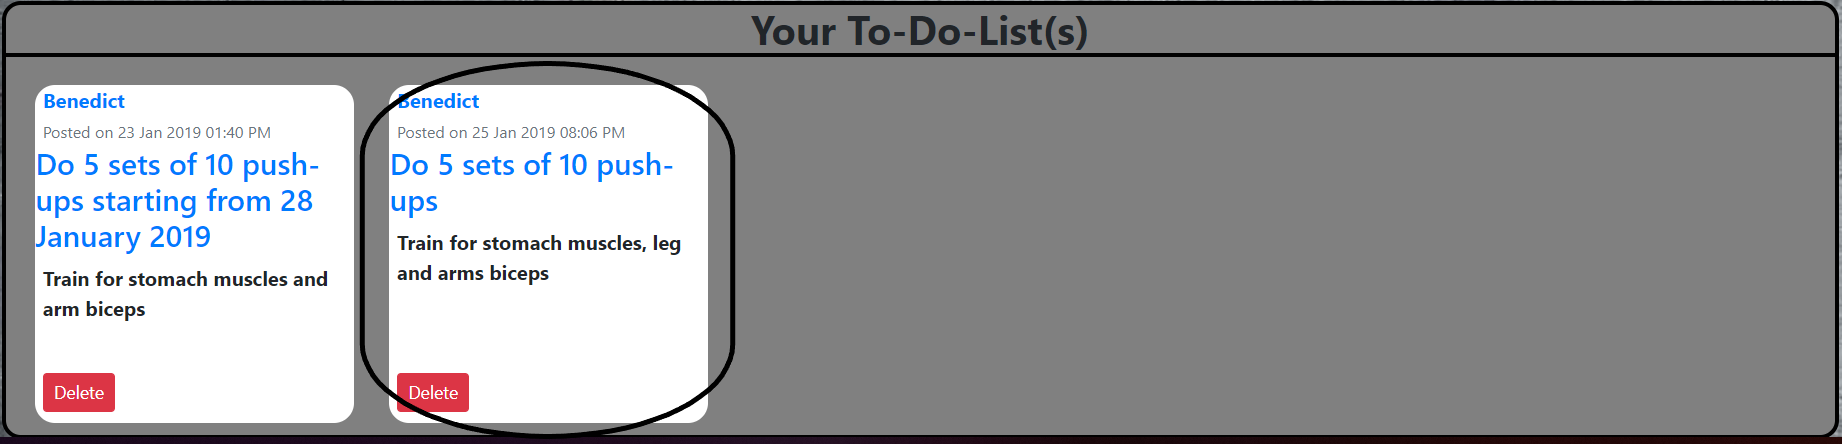 Your To-Do-List(s)
Benedict
Posted on 23 Jan 2019 01:40 PM
Do 5 sets of 10 push-
ups starting from 28
January 2019
Train for stomach muscles and
arm biceps
Delete
Benedict
Posted on 25 Jan 2019 08:06 PM
Do 5 sets of 10 push-
ups
Train for stomach muscles, leg
and arms biceps
Delete